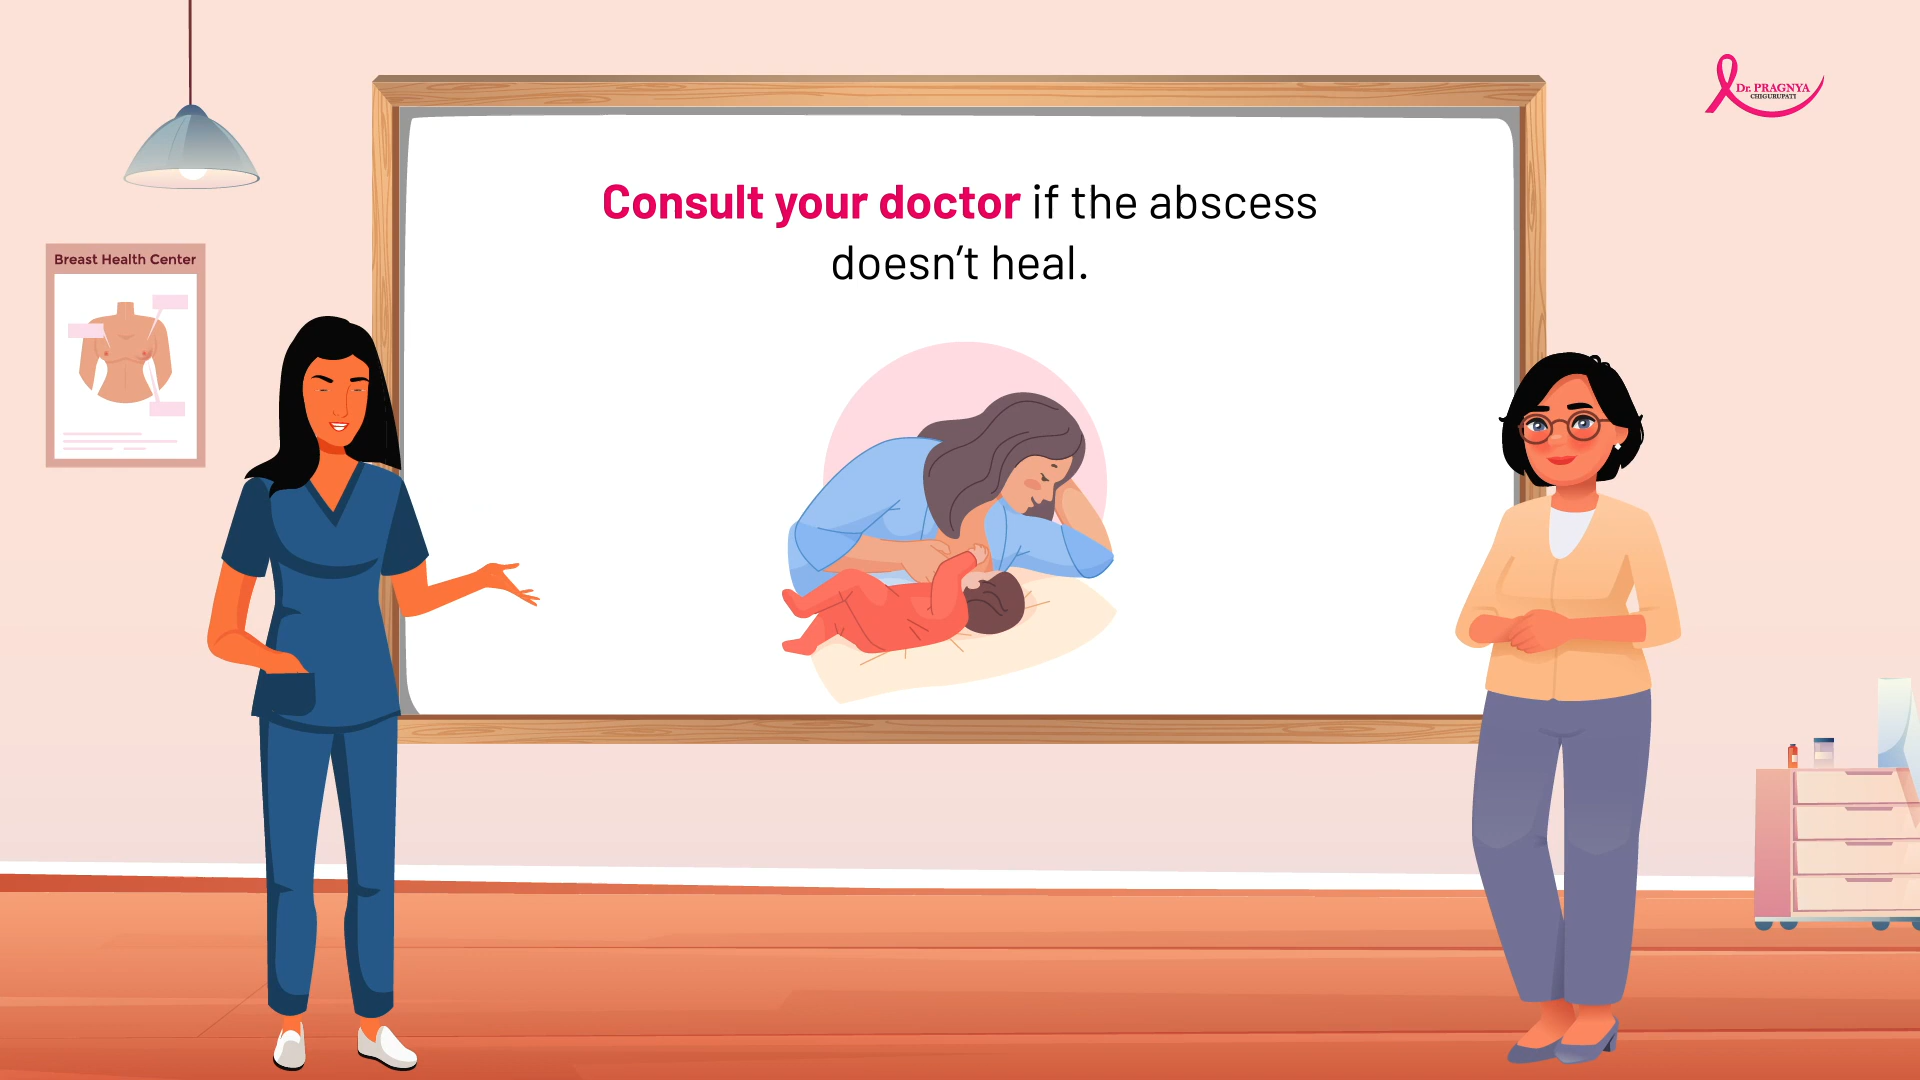 Dr. PRAGNYA
CHIGURUPATI
Consult your doctor if the abscess
doesn’t heal.
Breast Health Center